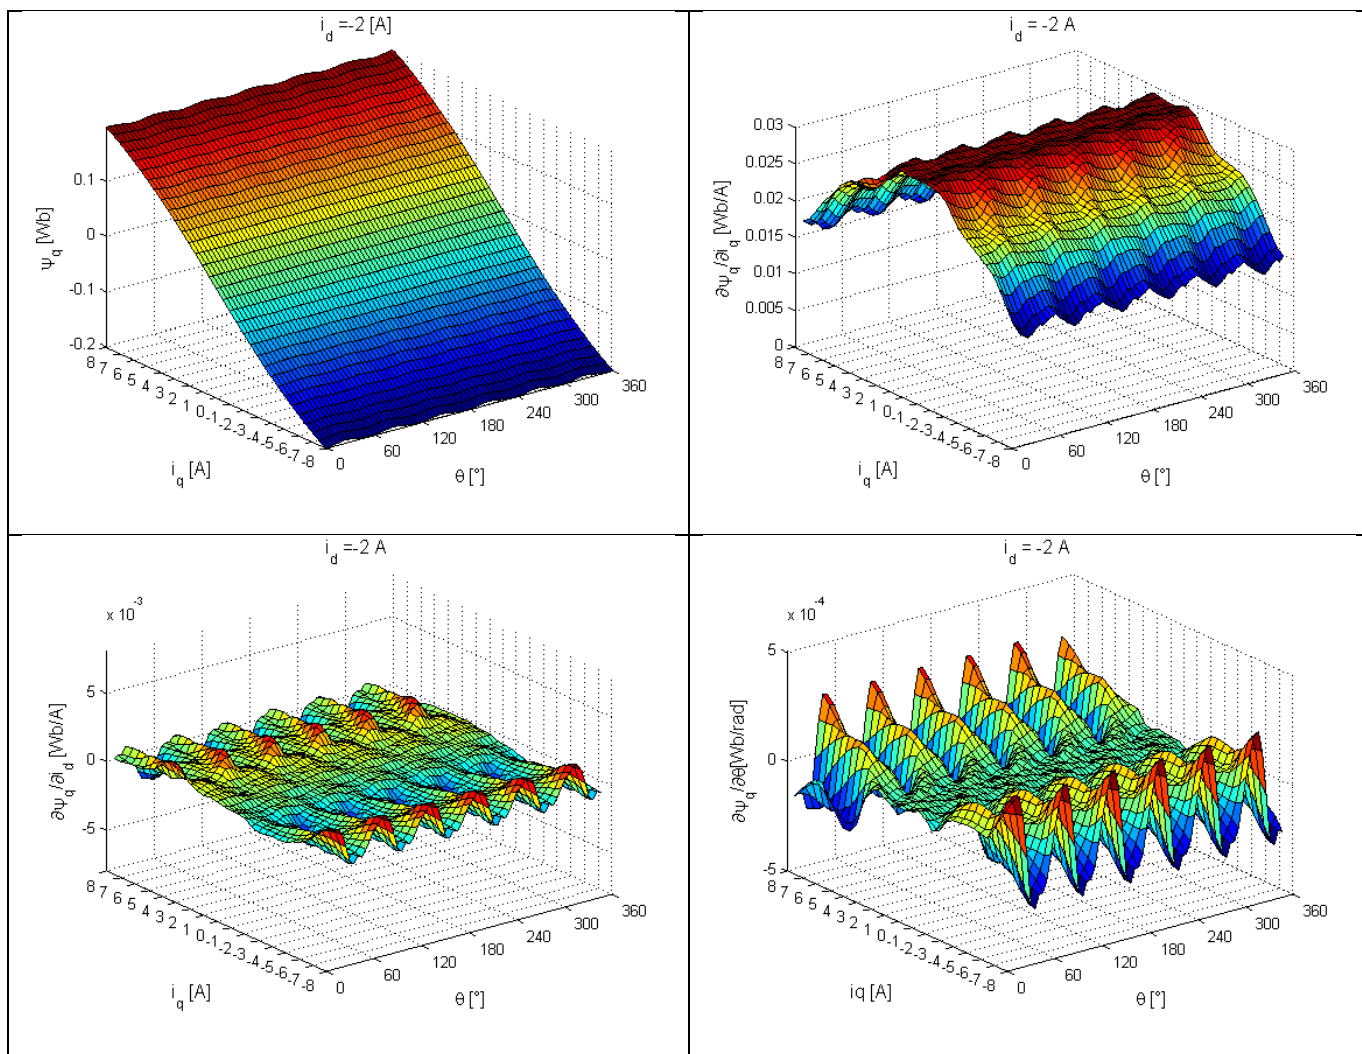 i_d =-2 [A]
ψ_q [Wb]
0.1
0
-0.1
-0.2
8 7 6 5 4 3 2 1 0 -1 -2 -3 -4 -5 -6 -7 -8
i_q [A]
0 60 120 180 240 300 360
θ [°]
i_d = -2 A
∂ψ_q/∂i_q [Wb/A]
0.03
0.025
0.02
0.015
0.01
0.005
0
8 7 6 5 4 3 2 1 0 -1 -2 -3 -4 -5 -6 -7 -8
i_q [A]
0 60 120 180 240 300 360
θ [°]
i_d =-2 A
x 10^-3
∂ψ_q/∂i_d [Wb/A]
5
0
-5
8 7 6 5 4 3 2 1 0 -1 -2 -3 -4 -5 -6 -7 -8
i_q [A]
0 60 120 180 240 300 360
θ [°]
i_d = -2 A
x 10^-4
∂ψ_q/∂θ[Wb/rad]
5
0
-5
8 7 6 5 4 3 2 1 0 -1 -2 -3 -4 -5 -6 -7 -8
iq [A]
0 60 120 180 240 300 360
θ [°]